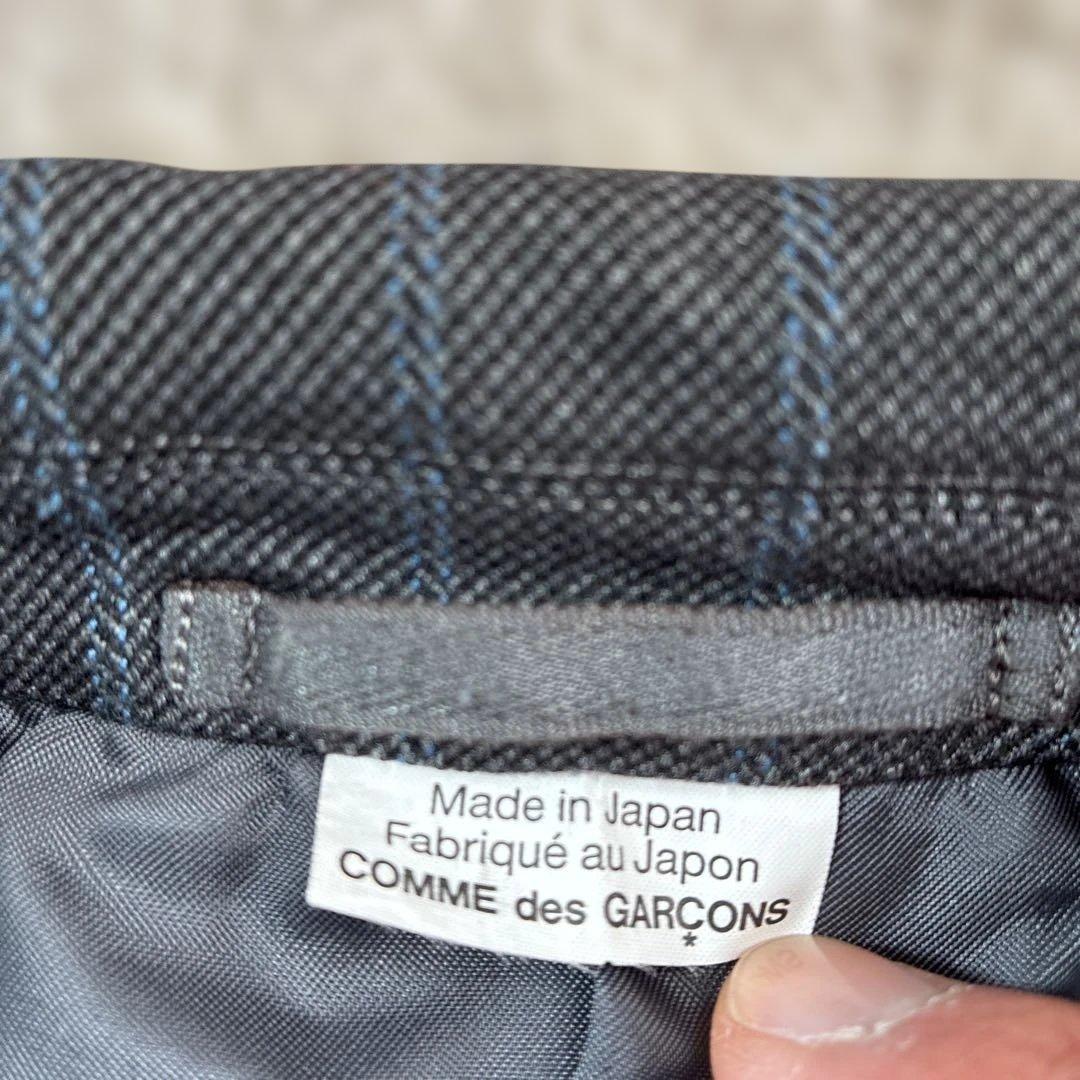 Made in Japan
Fabriqué au Japon
COMME des GARÇONS
*